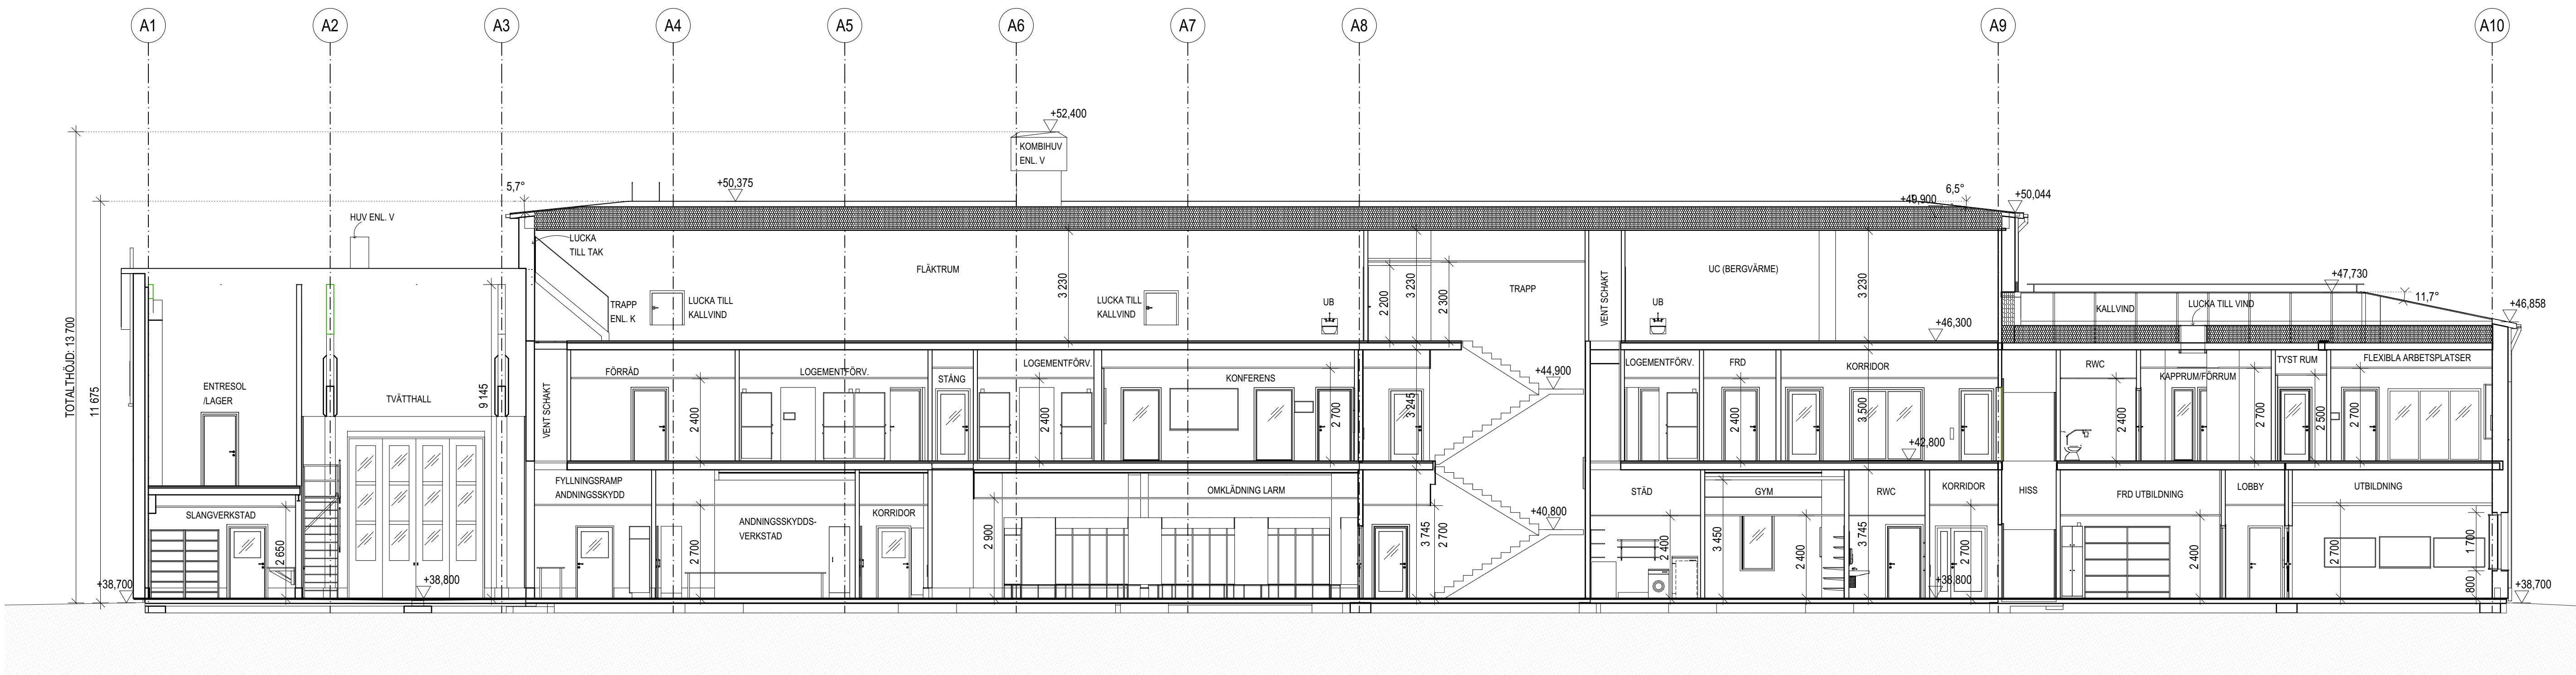 A1
A2
A3
A4
A5
A6
A7
A8
A9
A10
+52,400
KOMBIHUV
ENL. V
5,7°
+50,375
+49,900
6,5°
+50,044
TOTALTHÖJD: 13 700
11 675
HUV ENL. V
LUCKA
TILL TAK
FLÄKTRUM
3 230
3 230
2 200
2 300
TRAPP
VENT SCHAKT
UC (BERGVÄRME)
3 230
TRAPP
ENL. K
LUCKA TILL
KALLVIND
LUCKA TILL
KALLVIND
UB
UB
+46,300
+47,730
11,7°
+46,858
KALLVIND
LUCKA TILL VIND
ENTRESOL
/LAGER
TVÄTTHALL
9 145
VENT SCHAKT
FÖRRÅD
2 400
LOGEMENTFÖRV.
STÅNG
LOGEMENTFÖRV.
2 400
KONFERENS
2 700
3 245
+44,900
LOGEMENTFÖRV.
FRD
2 400
KORRIDOR
3 500
+42,800
RWC
2 400
KAPPRUM/FÖRRUM
2 700
TYST RUM
2 500
FLEXIBLA ARBETSPLATSER
2 700
SLANGVERKSTAD
2 650
+38,700
+38,800
FYLLNINGSRAMP
ANDNINGSSKYDD
2 700
ANDNINGSSKYDDS-
VERKSTAD
KORRIDOR
2 900
OMKLÄDNING LARM
3 745
2 700
+40,800
STÄD
2 400
GYM
3 450
2 400
RWC
3 745
KORRIDOR
2 700
+38,800
HISS
FRD UTBILDNING
2 400
LOBBY
UTBILDNING
2 700
1 700
800
+38,700